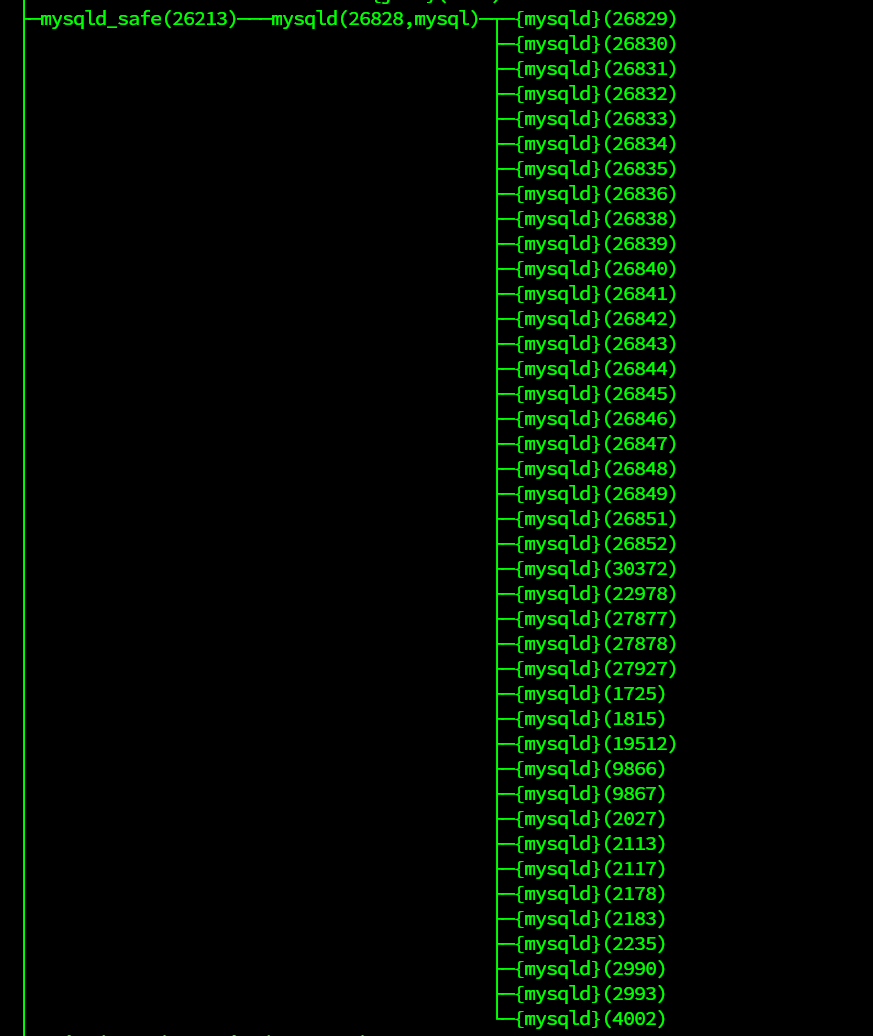 ├─mysqld_safe(26213)───mysqld(26828,mysql)─┬─{mysqld}(26829)
├─{mysqld}(26830)
├─{mysqld}(26831)
├─{mysqld}(26832)
├─{mysqld}(26833)
├─{mysqld}(26834)
├─{mysqld}(26835)
├─{mysqld}(26836)
├─{mysqld}(26838)
├─{mysqld}(26839)
├─{mysqld}(26840)
├─{mysqld}(26841)
├─{mysqld}(26842)
├─{mysqld}(26843)
├─{mysqld}(26844)
├─{mysqld}(26845)
├─{mysqld}(26846)
├─{mysqld}(26847)
├─{mysqld}(26848)
├─{mysqld}(26849)
├─{mysqld}(26851)
├─{mysqld}(26852)
├─{mysqld}(30372)
├─{mysqld}(22978)
├─{mysqld}(27877)
├─{mysqld}(27878)
├─{mysqld}(27927)
├─{mysqld}(1725)
├─{mysqld}(1815)
├─{mysqld}(19512)
├─{mysqld}(9866)
├─{mysqld}(9867)
├─{mysqld}(2027)
├─{mysqld}(2113)
├─{mysqld}(2117)
├─{mysqld}(2178)
├─{mysqld}(2183)
├─{mysqld}(2235)
├─{mysqld}(2990)
├─{mysqld}(2993)
└─{mysqld}(4002)